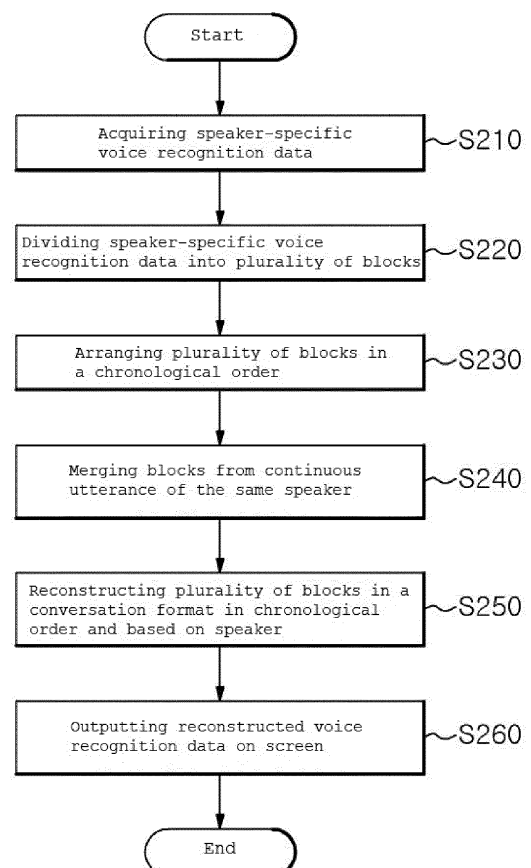 Start
Acquiring speaker-specific
voice recognition data
S210
Dividing speaker-specific voice
recognition data into plurality of blocks
S220
Arranging plurality of blocks in
a chronological order
S230
Merging blocks from continuous
utterance of the same speaker
S240
Reconstructing plurality of blocks in a
conversation format in chronological
order and based on speaker
S250
Outputting reconstructed voice
recognition data on screen
S260
End